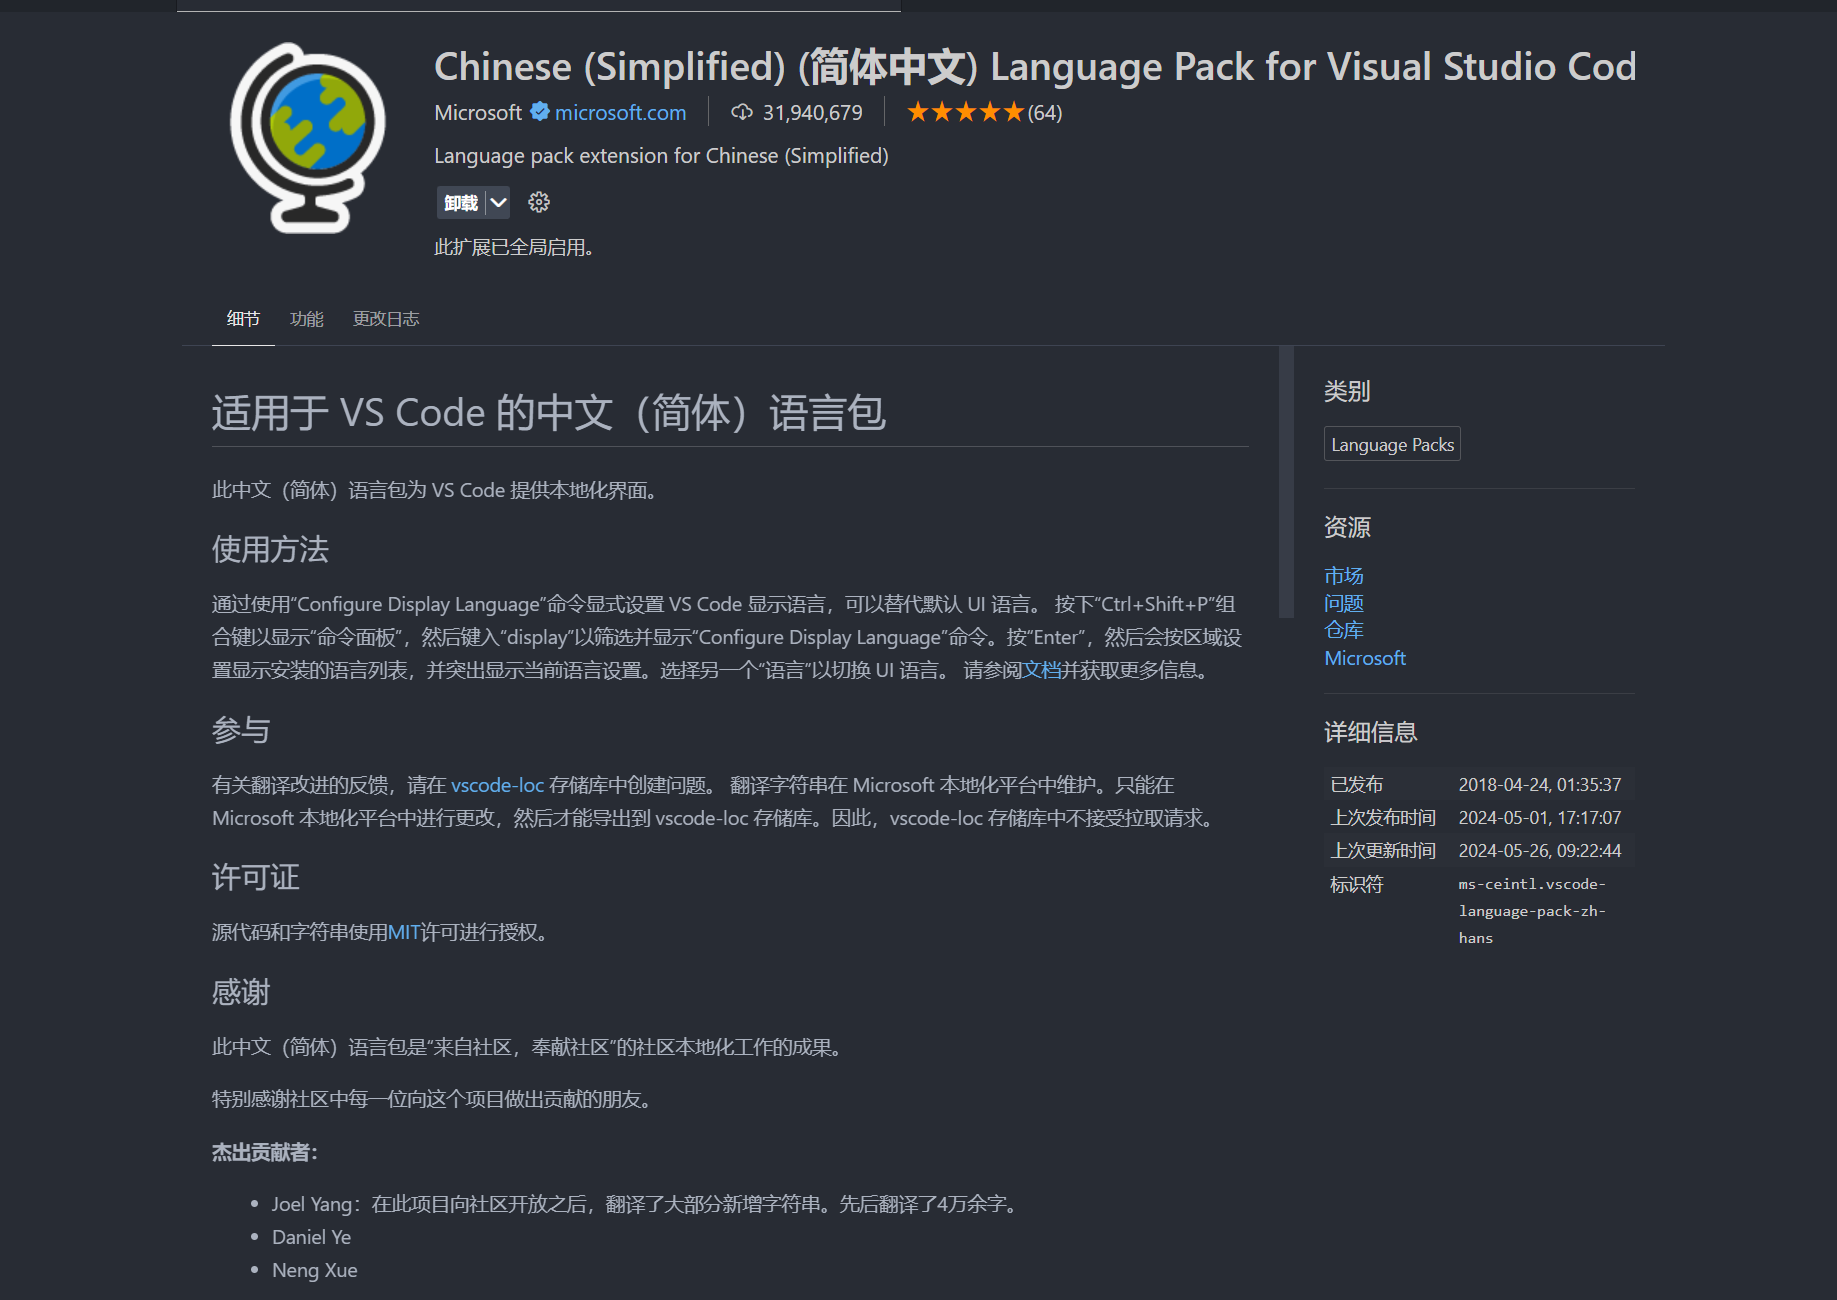 Chinese (Simplified) (简体中文) Language Pack for Visual Studio Cod
Microsoft microsoft.com 31,940,679 (64)
Language pack extension for Chinese (Simplified)
卸载
此扩展已全局启用。
细节 功能 更改日志
适用于 VS Code 的中文（简体）语言包
此中文（简体）语言包为 VS Code 提供本地化界面。
使用方法
通过使用“Configure Display Language”命令显式设置 VS Code 显示语言，可以替代默认 UI 语言。 按下“Ctrl+Shift+P”组
合键以显示“命令面板”，然后键入“display”以筛选并显示“Configure Display Language”命令。按“Enter”，然后会按区域设
置显示安装的语言列表，并突出显示当前语言设置。选择另一个“语言”以切换 UI 语言。 请参阅文档并获取更多信息。
参与
有关翻译改进的反馈，请在 vscode-loc 存储库中创建问题。 翻译字符串在 Microsoft 本地化平台中维护。只能在
Microsoft 本地化平台中进行更改，然后才能导出到 vscode-loc 存储库。因此，vscode-loc 存储库中不接受拉取请求。
许可证
源代码和字符串使用MIT许可进行授权。
感谢
此中文（简体）语言包是“来自社区，奉献社区”的社区本地化工作的成果。
特别感谢社区中每一位向这个项目做出贡献的朋友。
杰出贡献者：
• Joel Yang：在此项目向社区开放之后，翻译了大部分新增字符串。先后翻译了4万余字。
• Daniel Ye
• Neng Xue
类别
Language Packs
资源
市场
问题
仓库
Microsoft
详细信息
已发布 2018-04-24, 01:35:37
上次发布时间 2024-05-01, 17:17:07
上次更新时间 2024-05-26, 09:22:44
标识符 ms-ceintl.vscode-
language-pack-zh-
hans